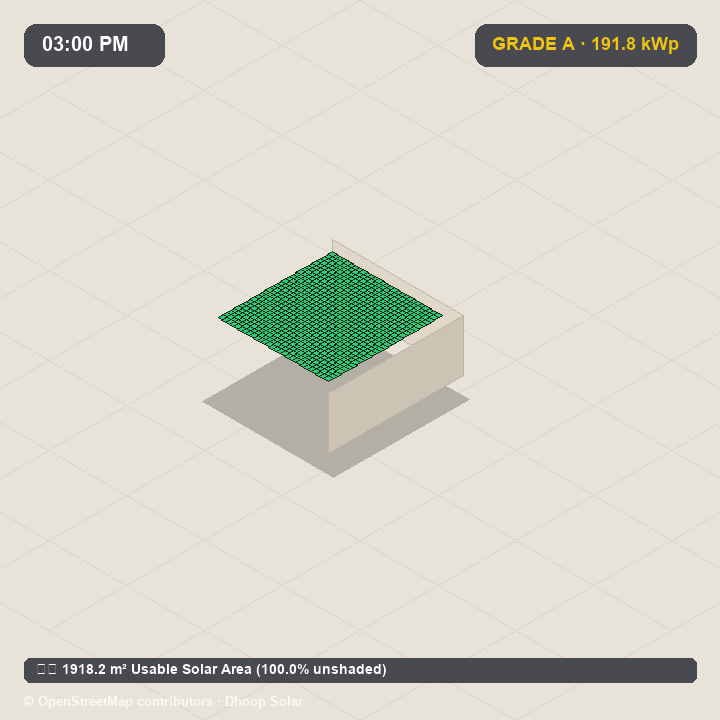 03:00 PM
GRADE A · 191.8 kWp
1918.2 m² Usable Solar Area (100.0% unshaded)
© OpenStreetMap contributors · Dhoop Solar